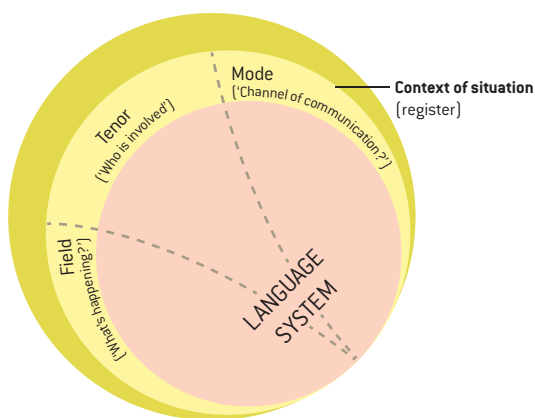 Mode
(‘Channel of communication?’)
Context of situation
(register)
Tenor
(‘Who is involved’)
Field
(‘What’s happening?’)
LANGUAGE
SYSTEM